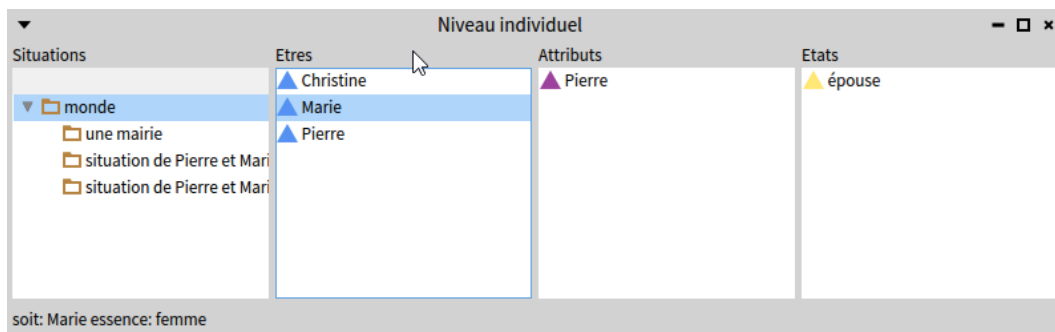 Niveau individuel
Situations
Etres
Attributs
Etats
monde
une mairie
situation de Pierre et Mari
situation de Pierre et Mari
Christine
Marie
Pierre
Pierre
épouse
soit: Marie essence: femme